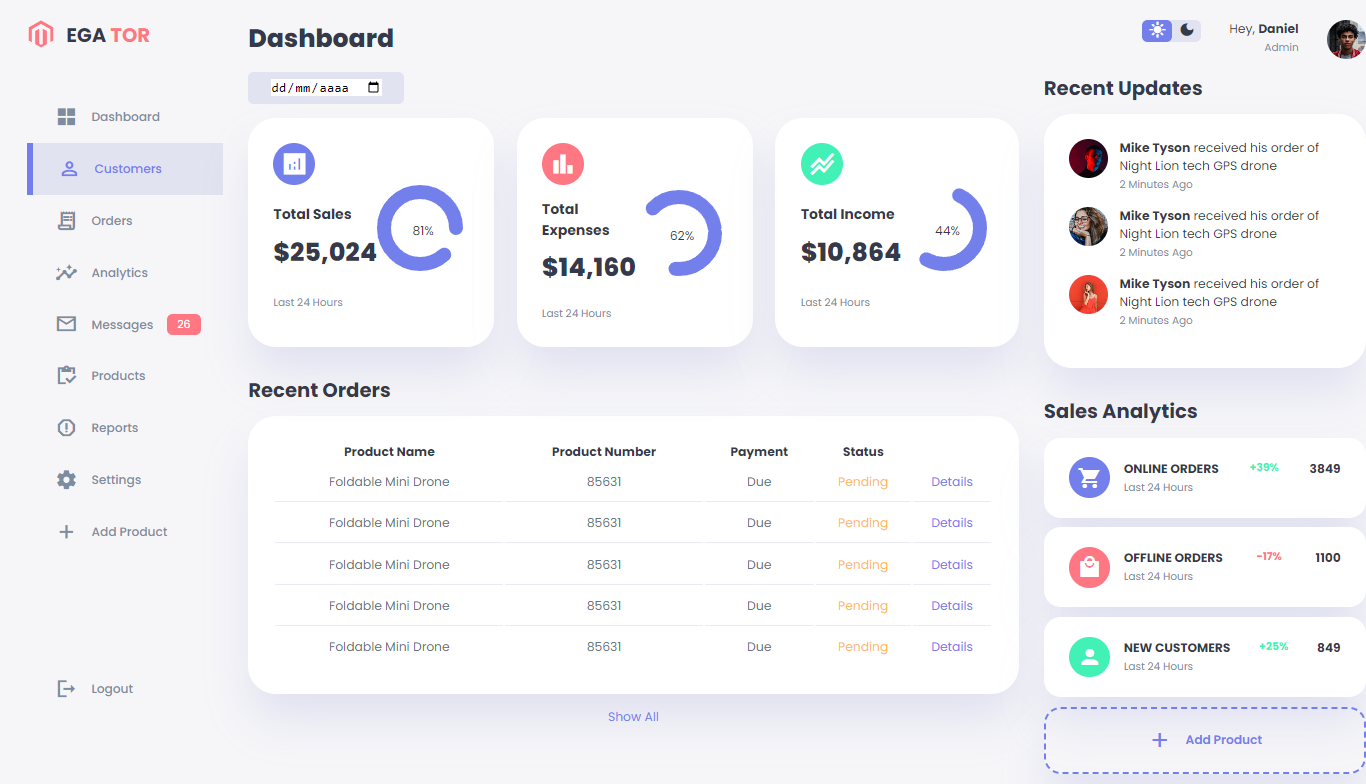 EGA TOR
Dashboard
Customers
Orders
Analytics
Messages 26
Products
Reports
Settings
Add Product
Logout
Dashboard
dd/mm/aaaa
Total Sales
$25,024
81%
Last 24 Hours
Total
Expenses
$14,160
62%
Last 24 Hours
Total Income
$10,864
44%
Last 24 Hours
Recent Orders
Product Name Product Number Payment Status
Foldable Mini Drone 85631 Due Pending Details
Foldable Mini Drone 85631 Due Pending Details
Foldable Mini Drone 85631 Due Pending Details
Foldable Mini Drone 85631 Due Pending Details
Foldable Mini Drone 85631 Due Pending Details
Show All
Hey, Daniel
Admin
Recent Updates
Mike Tyson received his order of
Night Lion tech GPS drone
2 Minutes Ago
Mike Tyson received his order of
Night Lion tech GPS drone
2 Minutes Ago
Mike Tyson received his order of
Night Lion tech GPS drone
2 Minutes Ago
Sales Analytics
ONLINE ORDERS +39% 3849
Last 24 Hours
OFFLINE ORDERS -17% 1100
Last 24 Hours
NEW CUSTOMERS +25% 849
Last 24 Hours
Add Product